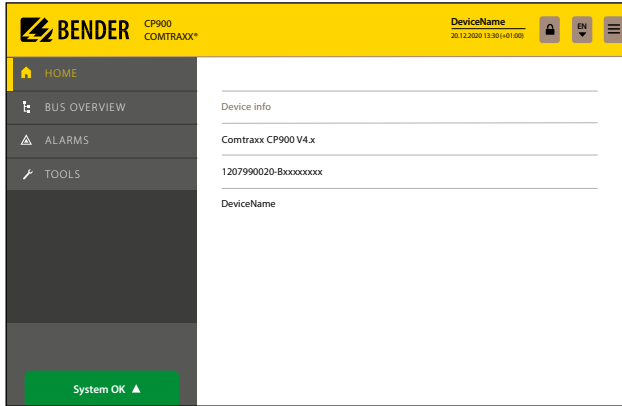 BENDER
CP900
COMTRAXX®
DeviceName
20.12.2020 13:30 (+01:00)
EN
HOME
BUS OVERVIEW
ALARMS
TOOLS
Device info
Comtraxx CP900 V4.x
1207990020-Bxxxxxxxx
DeviceName
System OK ▲